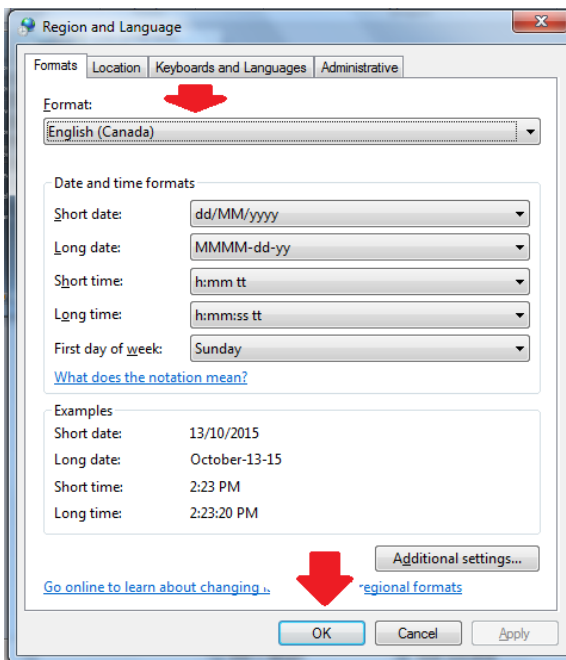 Region and Language
Formats Location Keyboards and Languages Administrative
Format:
English (Canada)
Date and time formats
Short date: dd/MM/yyyy
Long date: MMMM-dd-yy
Short time: h:mm tt
Long time: h:mm:ss tt
First day of week: Sunday
What does the notation mean?
Examples
Short date: 13/10/2015
Long date: October-13-15
Short time: 2:23 PM
Long time: 2:23:20 PM
Additional settings...
Go online to learn about changing regional formats
OK Cancel Apply